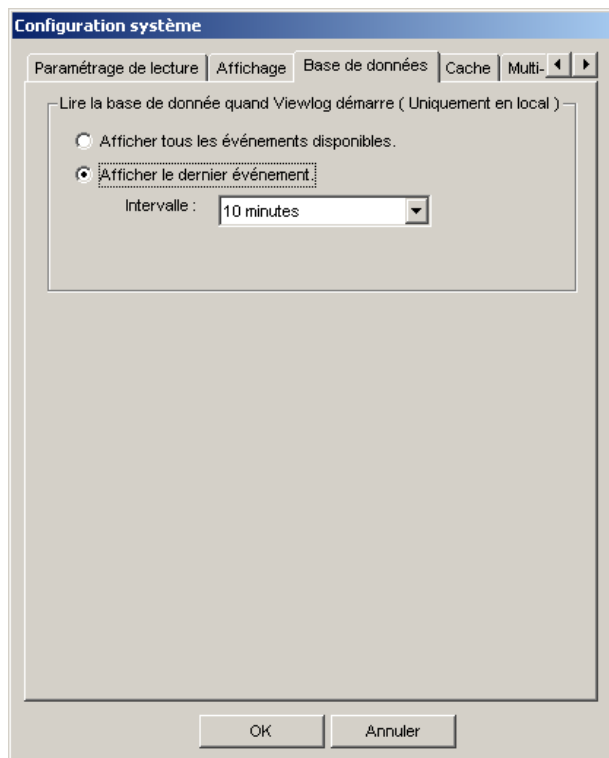 Configuration système
Paramétrage de lecture Affichage Base de données Cache Multi-
Lire la base de donnée quand Viewlog démarre ( Uniquement en local )
Afficher tous les événements disponibles.
Afficher le dernier événement.
Intervalle : 10 minutes
OK Annuler